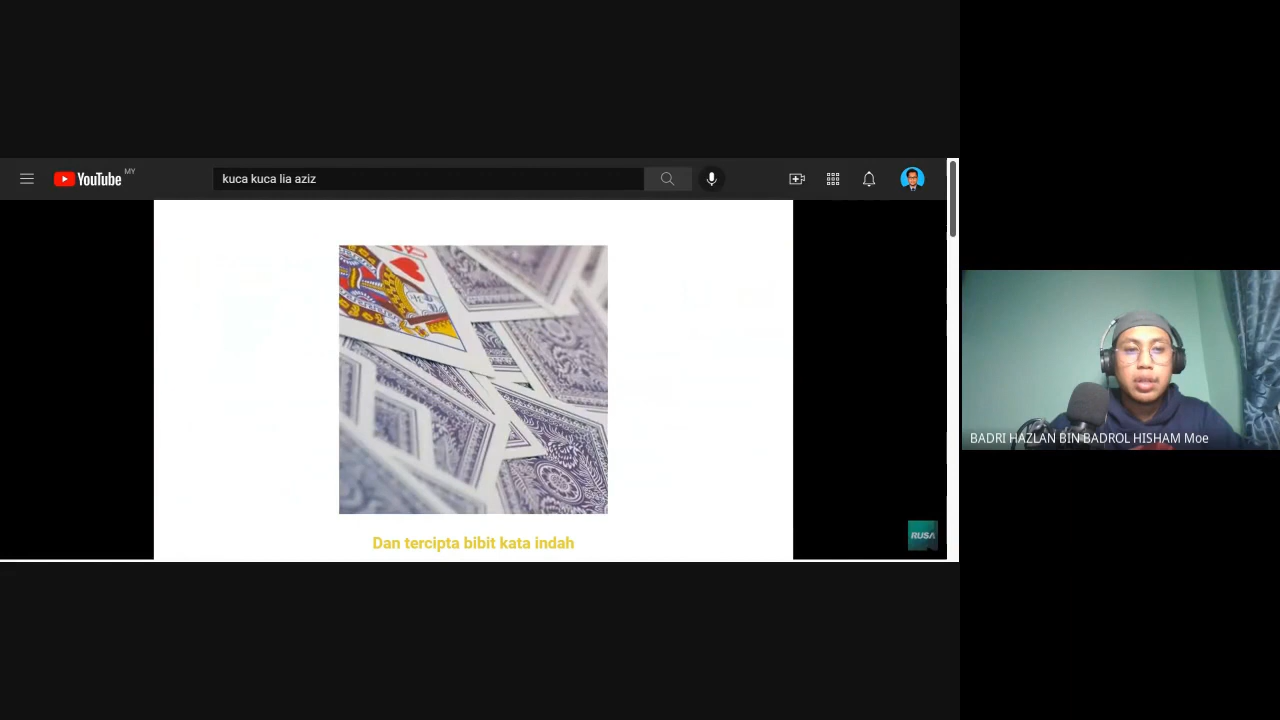 YouTube MY
kuca kuca lia aziz
Dan tercipta bibit kata indah
RUSA
BADRI HAZLAN BIN BADROL HISHAM Moe